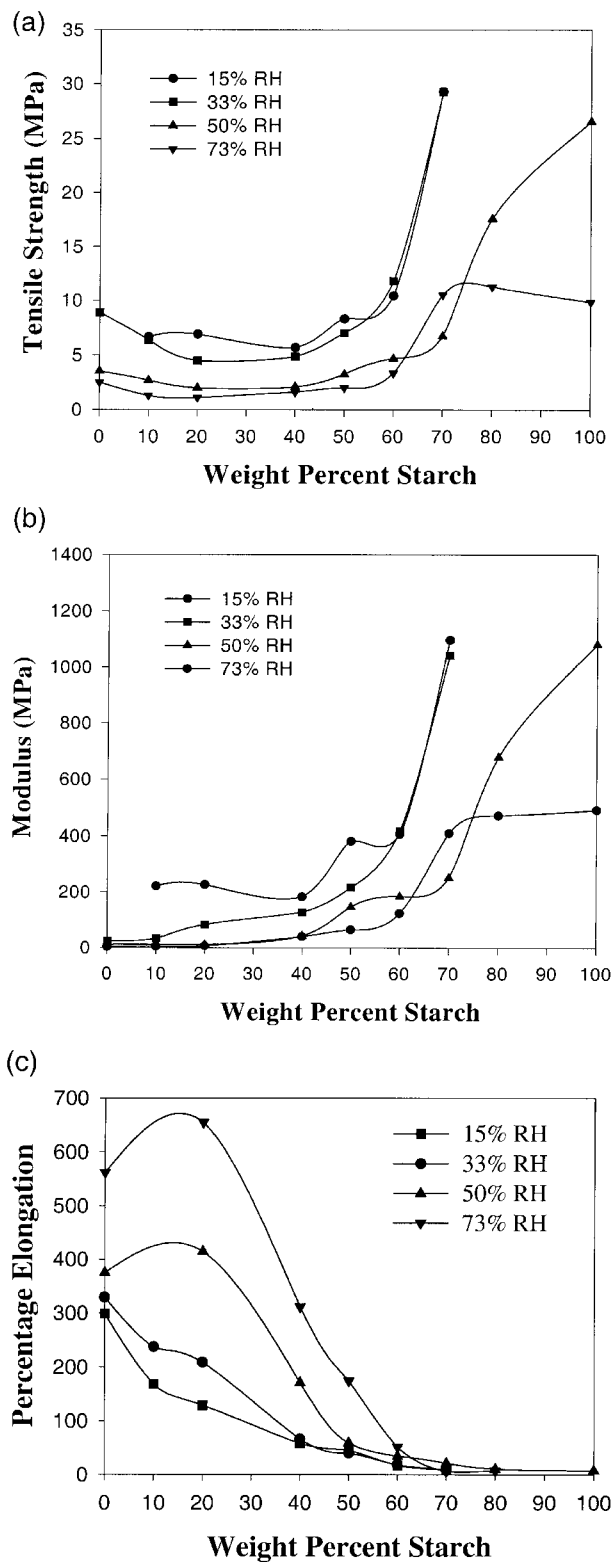 (a)
35
30
25
20
15
10
5
0
Tensile Strength (MPa)
15% RH
33% RH
50% RH
73% RH
0 10 20 30 40 50 60 70 80 90 100
Weight Percent Starch
(b)
1400
1200
1000
800
600
400
200
0
Modulus (MPa)
15% RH
33% RH
50% RH
73% RH
0 10 20 30 40 50 60 70 80 90 100
Weight Percent Starch
(c)
700
600
500
400
300
200
100
0
Percentage Elongation
15% RH
33% RH
50% RH
73% RH
0 10 20 30 40 50 60 70 80 90 100
Weight Percent Starch